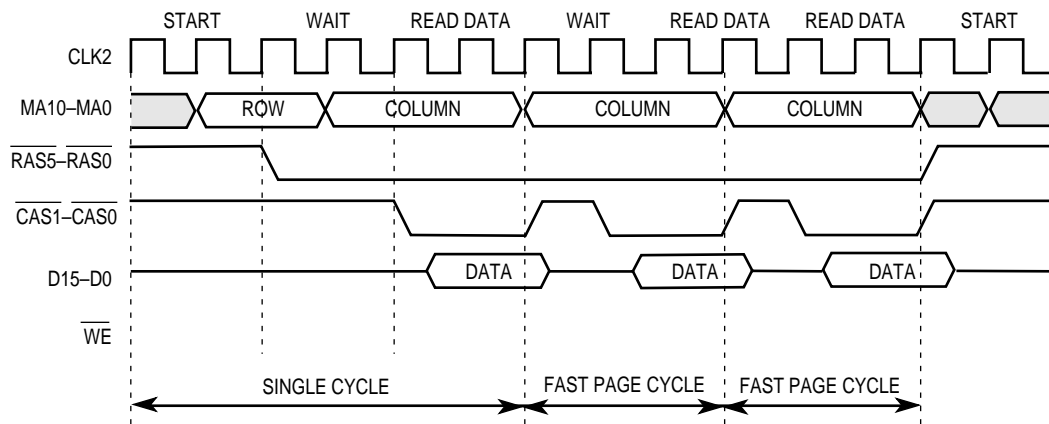 START WAIT READ DATA WAIT READ DATA READ DATA START
CLK2
MA10–MA0 ROW COLUMN COLUMN COLUMN
RAS5–RAS0
CAS1–CAS0
D15–D0 DATA DATA DATA
WE
SINGLE CYCLE FAST PAGE CYCLE FAST PAGE CYCLE